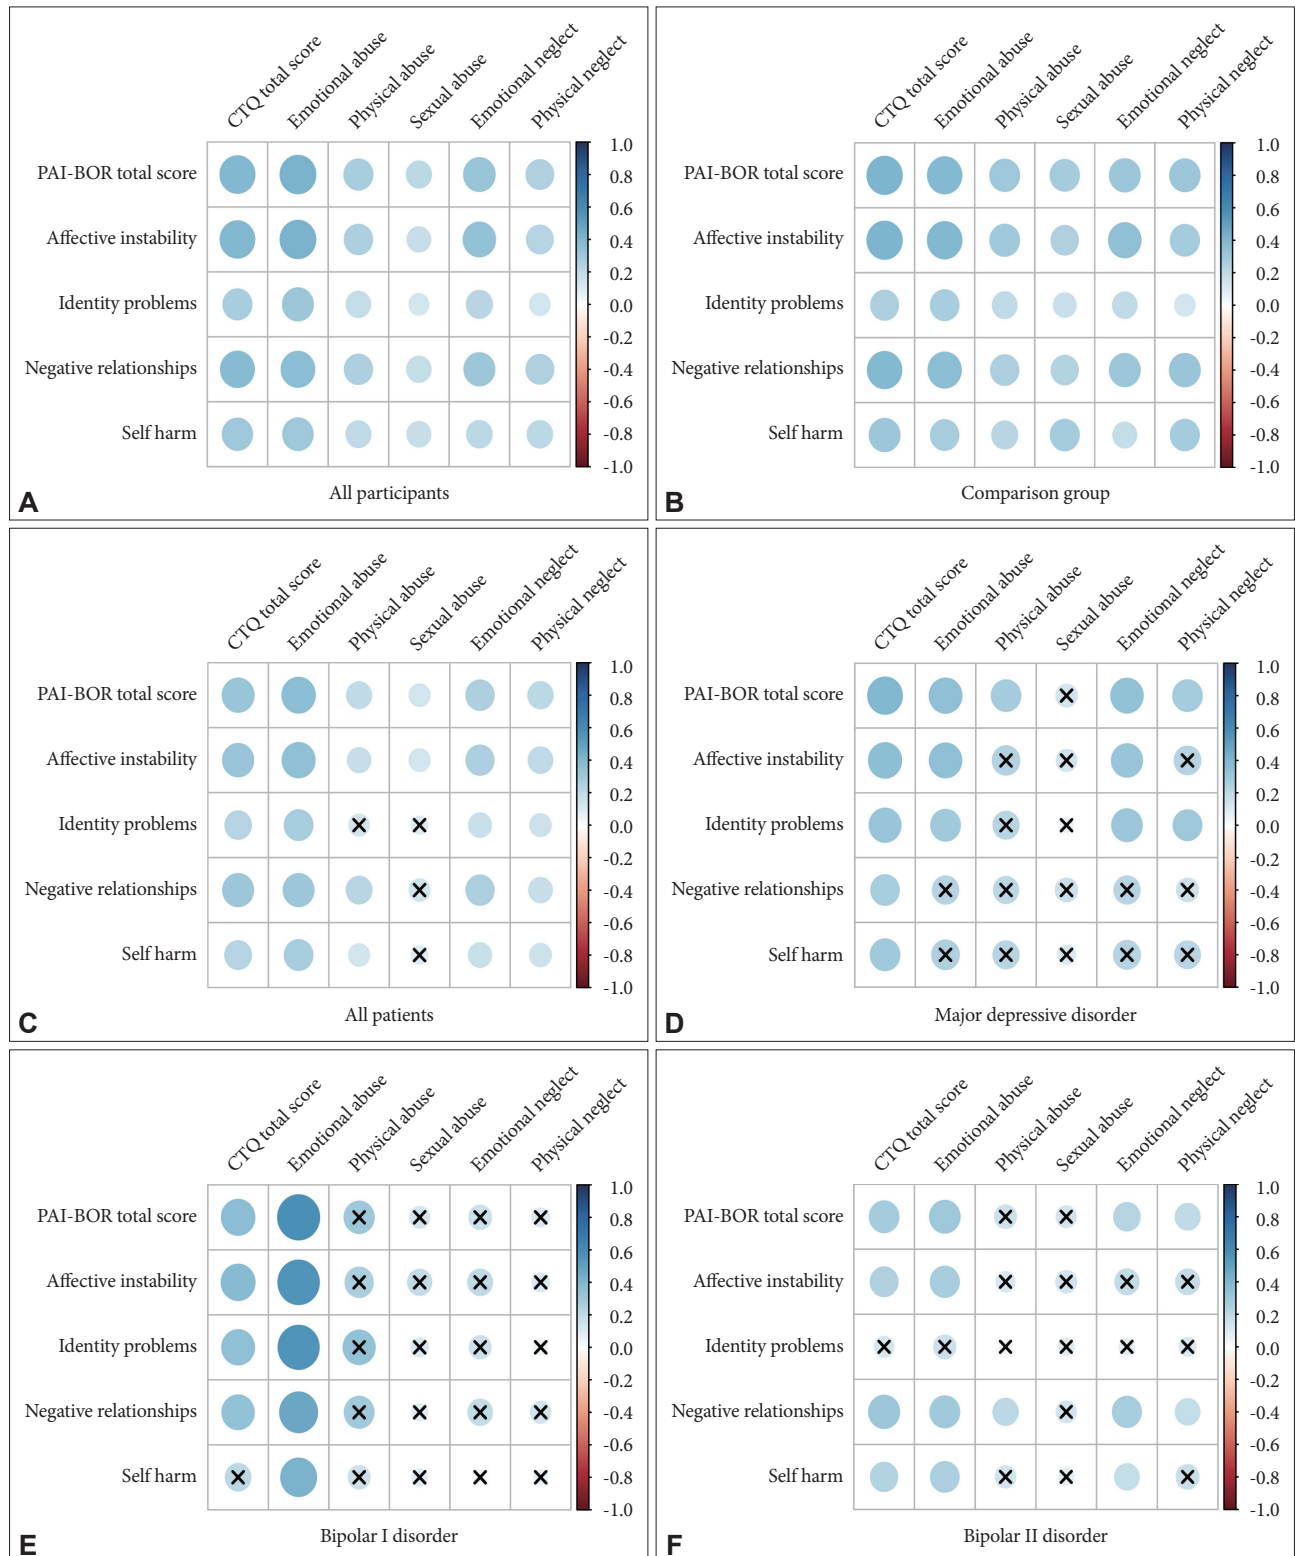 CTQ total score
Emotional abuse
Physical abuse
Sexual abuse
Emotional neglect
Physical neglect
PAI-BOR total score
Affective instability
Identity problems
Negative relationships
Self harm
1.0
0.8
0.6
0.4
0.2
0.0
-0.2
-0.4
-0.6
-0.8
-1.0
A
All participants
CTQ total score
Emotional abuse
Physical abuse
Sexual abuse
Emotional neglect
Physical neglect
PAI-BOR total score
Affective instability
Identity problems
Negative relationships
Self harm
1.0
0.8
0.6
0.4
0.2
0.0
-0.2
-0.4
-0.6
-0.8
-1.0
B
Comparison group
CTQ total score
Emotional abuse
Physical abuse
Sexual abuse
Emotional neglect
Physical neglect
PAI-BOR total score
Affective instability
Identity problems
Negative relationships
Self harm
1.0
0.8
0.6
0.4
0.2
0.0
-0.2
-0.4
-0.6
-0.8
-1.0
C
All patients
CTQ total score
Emotional abuse
Physical abuse
Sexual abuse
Emotional neglect
Physical neglect
PAI-BOR total score
Affective instability
Identity problems
Negative relationships
Self harm
1.0
0.8
0.6
0.4
0.2
0.0
-0.2
-0.4
-0.6
-0.8
-1.0
D
Major depressive disorder
CTQ total score
Emotional abuse
Physical abuse
Sexual abuse
Emotional neglect
Physical neglect
PAI-BOR total score
Affective instability
Identity problems
Negative relationships
Self harm
1.0
0.8
0.6
0.4
0.2
0.0
-0.2
-0.4
-0.6
-0.8
-1.0
E
Bipolar I disorder
CTQ total score
Emotional abuse
Physical abuse
Sexual abuse
Emotional neglect
Physical neglect
PAI-BOR total score
Affective instability
Identity problems
Negative relationships
Self harm
1.0
0.8
0.6
0.4
0.2
0.0
-0.2
-0.4
-0.6
-0.8
-1.0
F
Bipolar II disorder